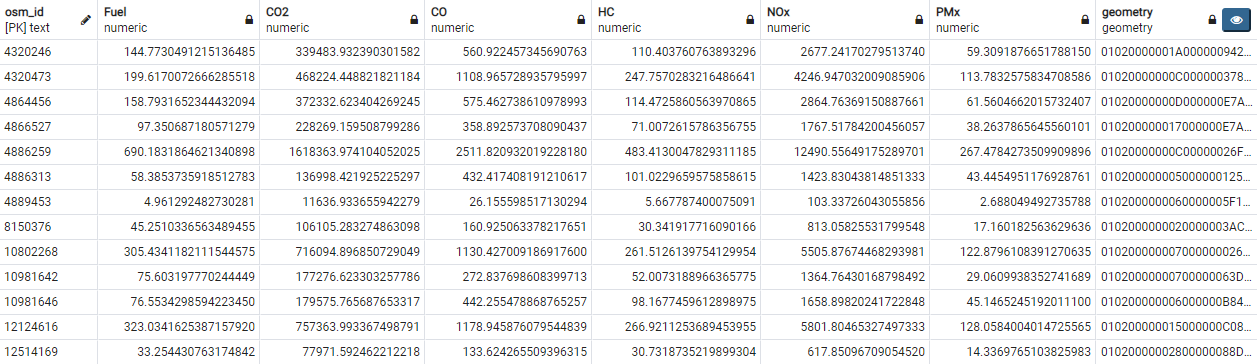 osm_id Fuel CO2 CO HC NOx PMx geometry
[PK] text numeric numeric numeric numeric numeric numeric geometry
4320246 144.7730491215136485 339483.932390301582 560.922457345690763 110.403760763893296 2677.24170279513740 59.3091876651788150 01020000001A000000942...
4320473 199.6170072666285518 468224.448821821184 1108.965728935795997 247.7570283216486641 4246.947032009085906 113.7832575834708586 01020000000C000000378...
4864456 158.7931652344432094 372332.623404269245 575.462738610978993 114.4725860563970865 2864.76369150887661 61.5604662015732407 01020000000D000000E7A...
4866527 97.350687180571279 228269.159508799286 358.892573708090437 71.0072615786356755 1767.51784200456057 38.2637865645560101 010200000017000000E7A...
4886259 690.1831864621340898 1618363.974104052025 2511.820932019228180 483.4130047829311185 12490.55649175289701 267.4784273509909896 01020000000C00000026F...
4886313 58.3853735918512783 136998.421925225297 432.417408191210617 101.0229659575858615 1423.83043814851333 43.4454951176928761 010200000005000000125...
4889453 4.961292482730281 11636.933655942279 26.155598517130294 5.667787400075091 103.33726043055856 2.688049492735788 0102000000060000005F1...
8150376 45.2510336563489455 106105.283274863098 160.925063378217651 30.341917716090166 813.05825531799548 17.160182563629636 0102000000020000003AC...
10802268 305.4341182111544575 716094.896850729049 1130.427009186917600 261.5126139754129954 5505.87674468293981 122.8796108391270635 010200000007000000026...
10981642 75.603197770244449 177276.623303257786 272.837698608399713 52.0073188966365775 1364.76430168798492 29.0609938352741689 01020000000700000063D...
10981646 76.5534298594223450 179575.765687653317 442.255478868765257 98.1677459612898975 1658.89820241722848 45.1465245192011100 010200000006000000B84...
12124616 323.0341625387157920 757363.993367498791 1178.945876079544839 266.9211253689453955 5801.80465327497333 128.0584004014725565 010200000015000000C08...
12514169 33.254430763174842 77971.592462212218 133.624265509396315 30.7318735219899304 617.85096709054520 14.3369765103825983 01020000002800000088D...